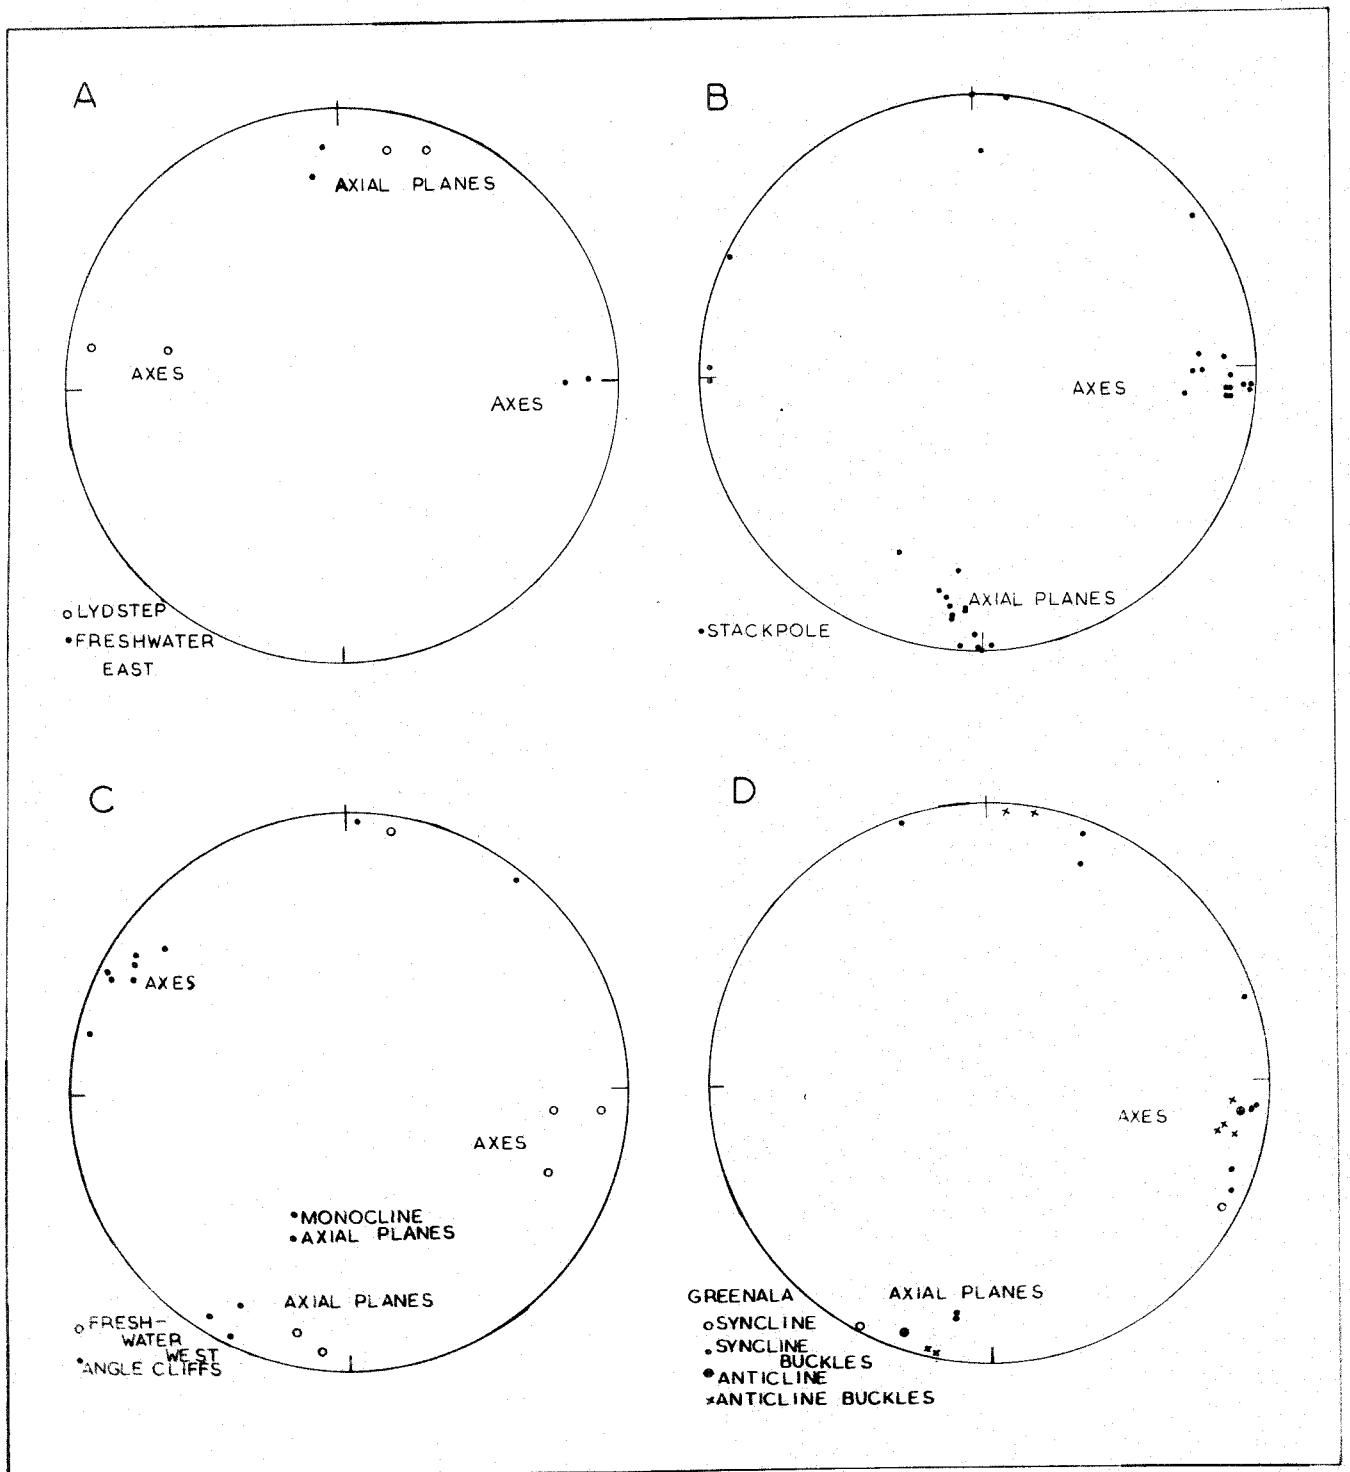 A
AXIAL PLANES
AXES
AXES
LYDSTEP
FRESHWATER
EAST
B
AXES
AXIAL PLANES
STACKPOLE
C
AXES
AXES
MONOCLINE
AXIAL PLANES
AXIAL PLANES
FRESH-
WATER
WEST
ANGLE CLIFFS
D
AXES
AXIAL PLANES
GREENALA
SYNCLINE
SYNCLINE
BUCKLES
ANTICLINE
ANTICLINE BUCKLES